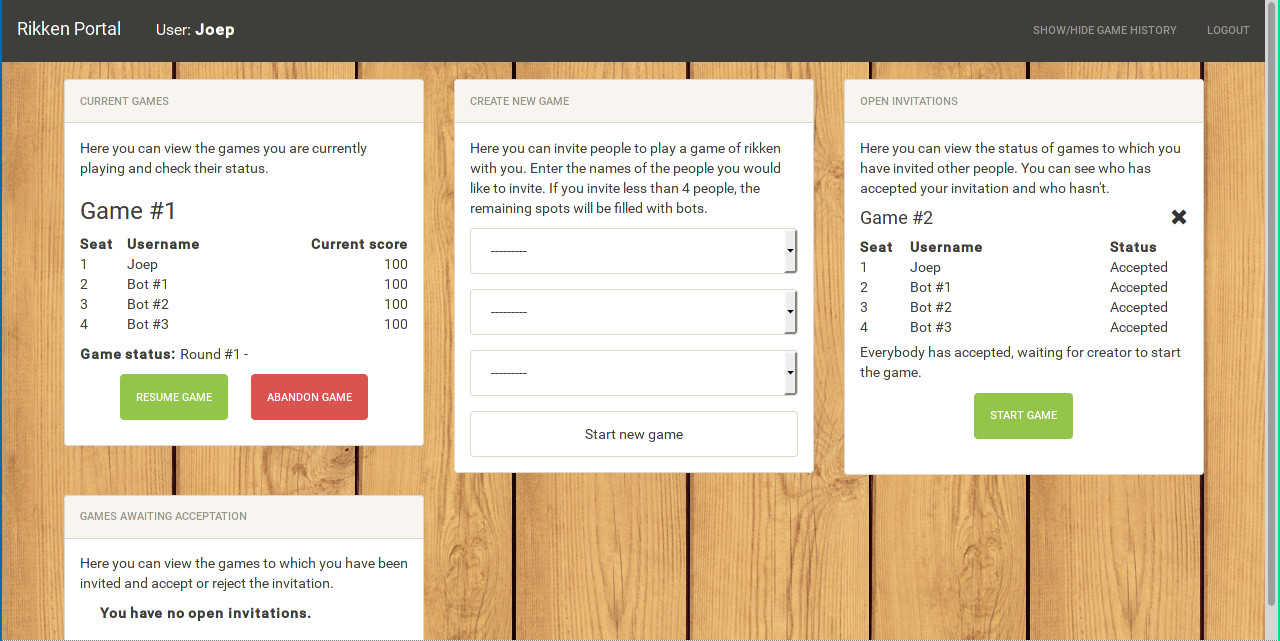 Rikken Portal User: Joep SHOW/HIDE GAME HISTORY LOGOUT
CURRENT GAMES
Here you can view the games you are currently
playing and check their status.
Game #1
Seat Username Current score
1 Joep 100
2 Bot #1 100
3 Bot #2 100
4 Bot #3 100
Game status: Round #1 -
RESUME GAME ABANDON GAME
CREATE NEW GAME
Here you can invite people to play a game of rikken
with you. Enter the names of the people you would
like to invite. If you invite less than 4 people, the
remaining spots will be filled with bots.
---------
---------
---------
Start new game
OPEN INVITATIONS
Here you can view the status of games to which you
have invited other people. You can see who has
accepted your invitation and who hasn't.
Game #2
Seat Username Status
1 Joep Accepted
2 Bot #1 Accepted
3 Bot #2 Accepted
4 Bot #3 Accepted
Everybody has accepted, waiting for creator to start
the game.
START GAME
GAMES AWAITING ACCEPTATION
Here you can view the games to which you have been
invited and accept or reject the invitation.
You have no open invitations.